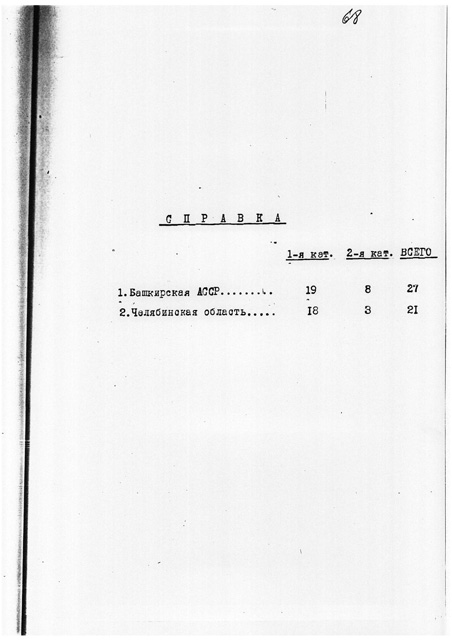 68
С П Р А В К А
1-я кат. 2-я кат. ВСЕГО
1.Башкирская АССР........ 19 8 27
2.Челябинская область..... 18 3 21